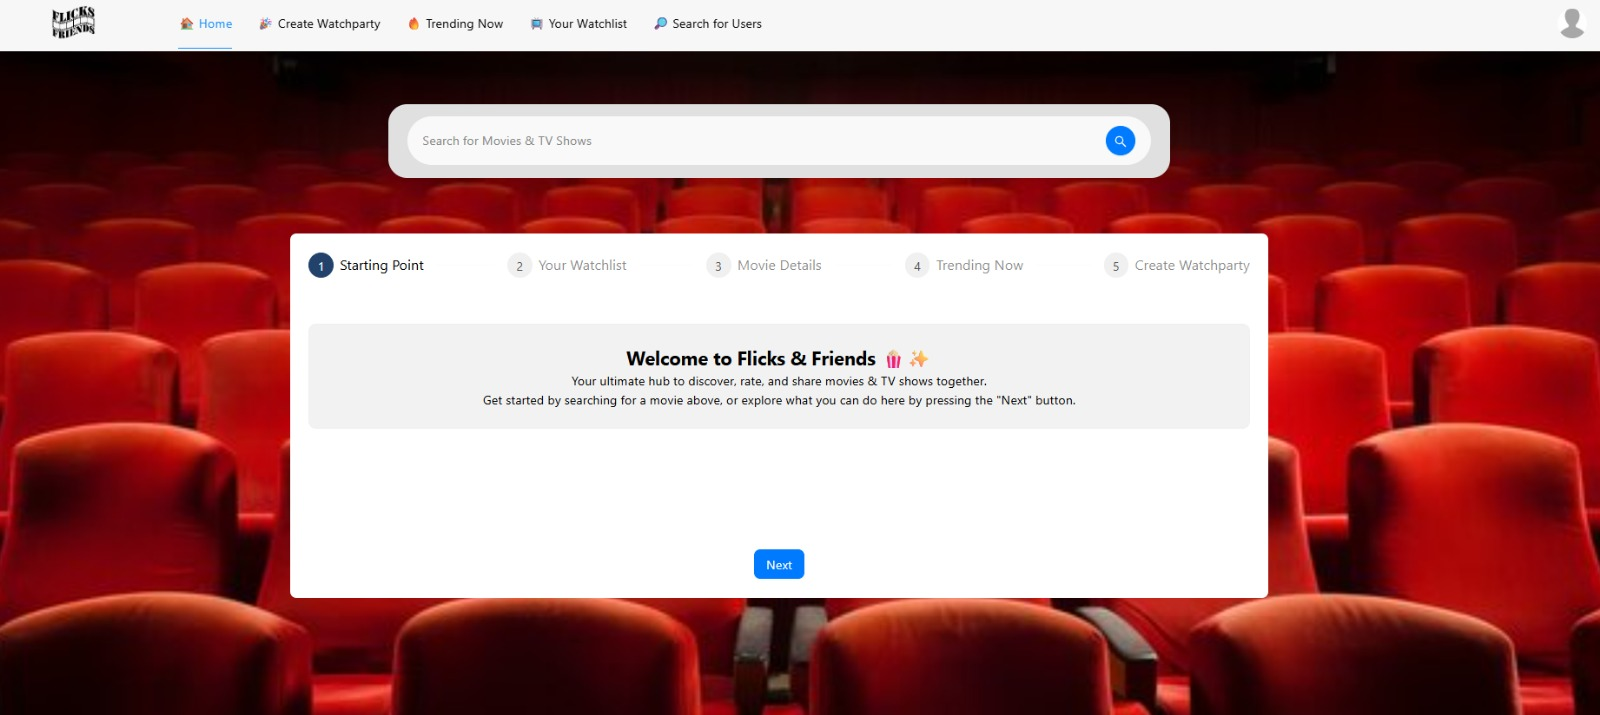 FLICKS
FRIENDS
Home
Create Watchparty
Trending Now
Your Watchlist
Search for Users
Search for Movies & TV Shows
1 Starting Point
2 Your Watchlist
3 Movie Details
4 Trending Now
5 Create Watchparty
Welcome to Flicks & Friends 🍿 ✨
Your ultimate hub to discover, rate, and share movies & TV shows together.
Get started by searching for a movie above, or explore what you can do here by pressing the "Next" button.
Next